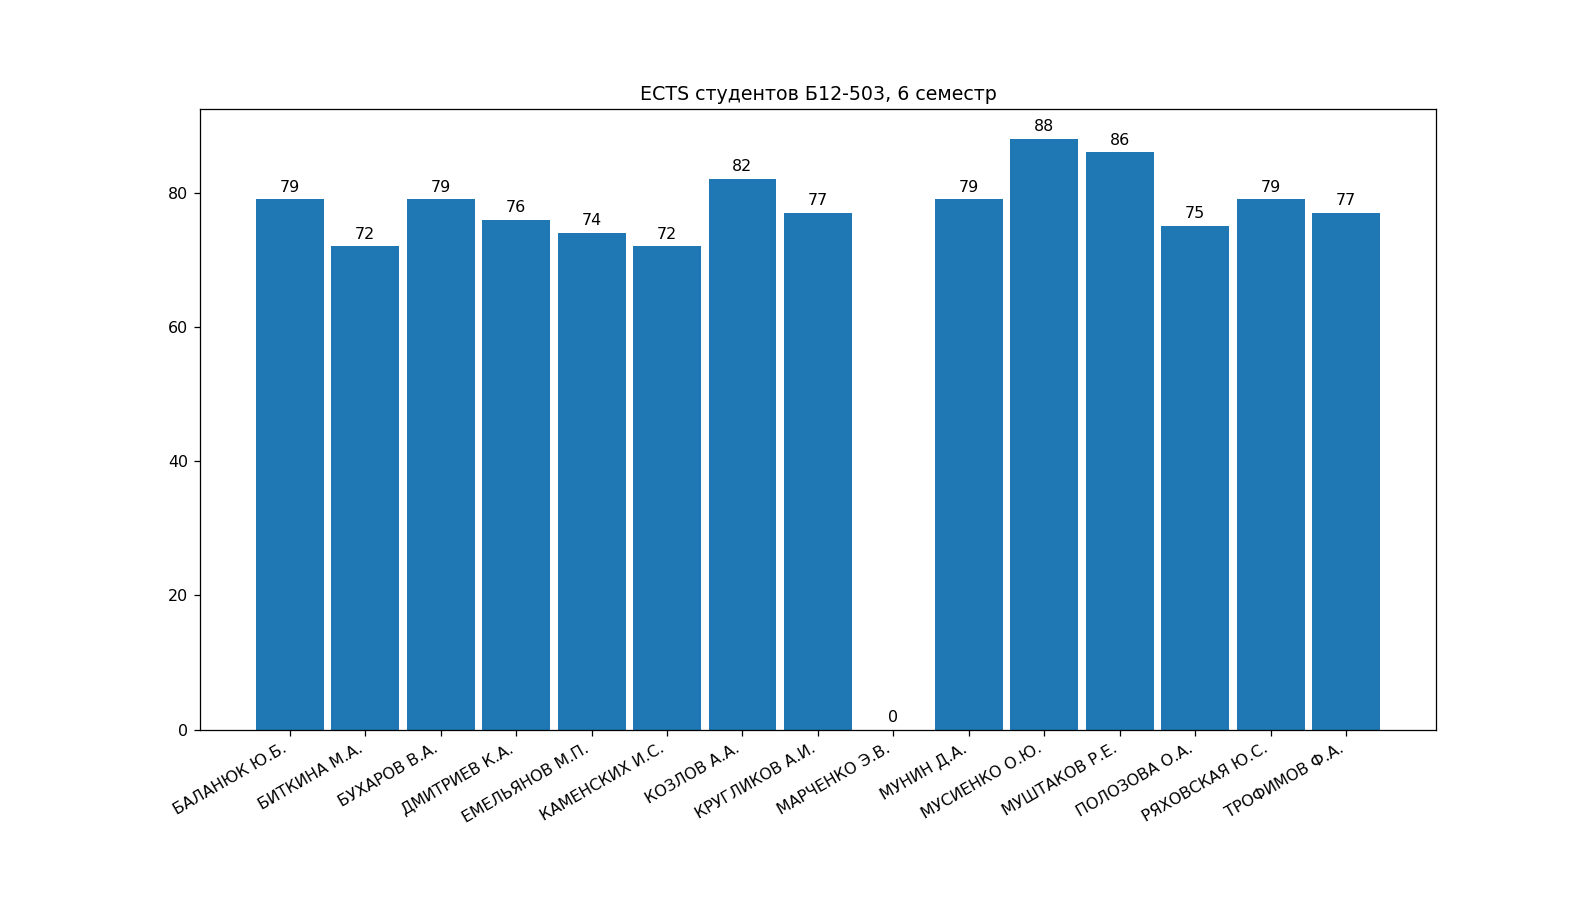 ECTS студентов Б12-503, 6 семестр
88
86
82
79
79
79
79
77
77
76
75
74
72
72
0
80
60
40
20
0
БАЛАНЮК Ю.Б.
БИТКИНА М.А.
БУХАРОВ В.А.
ДМИТРИЕВ К.А.
ЕМЕЛЬЯНОВ М.П.
КАМЕНСКИХ И.С.
КОЗЛОВ А.А.
КРУГЛИКОВ А.И.
МАРЧЕНКО Э.В.
МУНИН Д.А.
МУСИЕНКО О.Ю.
МУШТАКОВ Р.Е.
ПОЛОЗОВА О.А.
РЯХОВСКАЯ Ю.С.
ТРОФИМОВ Ф.А.